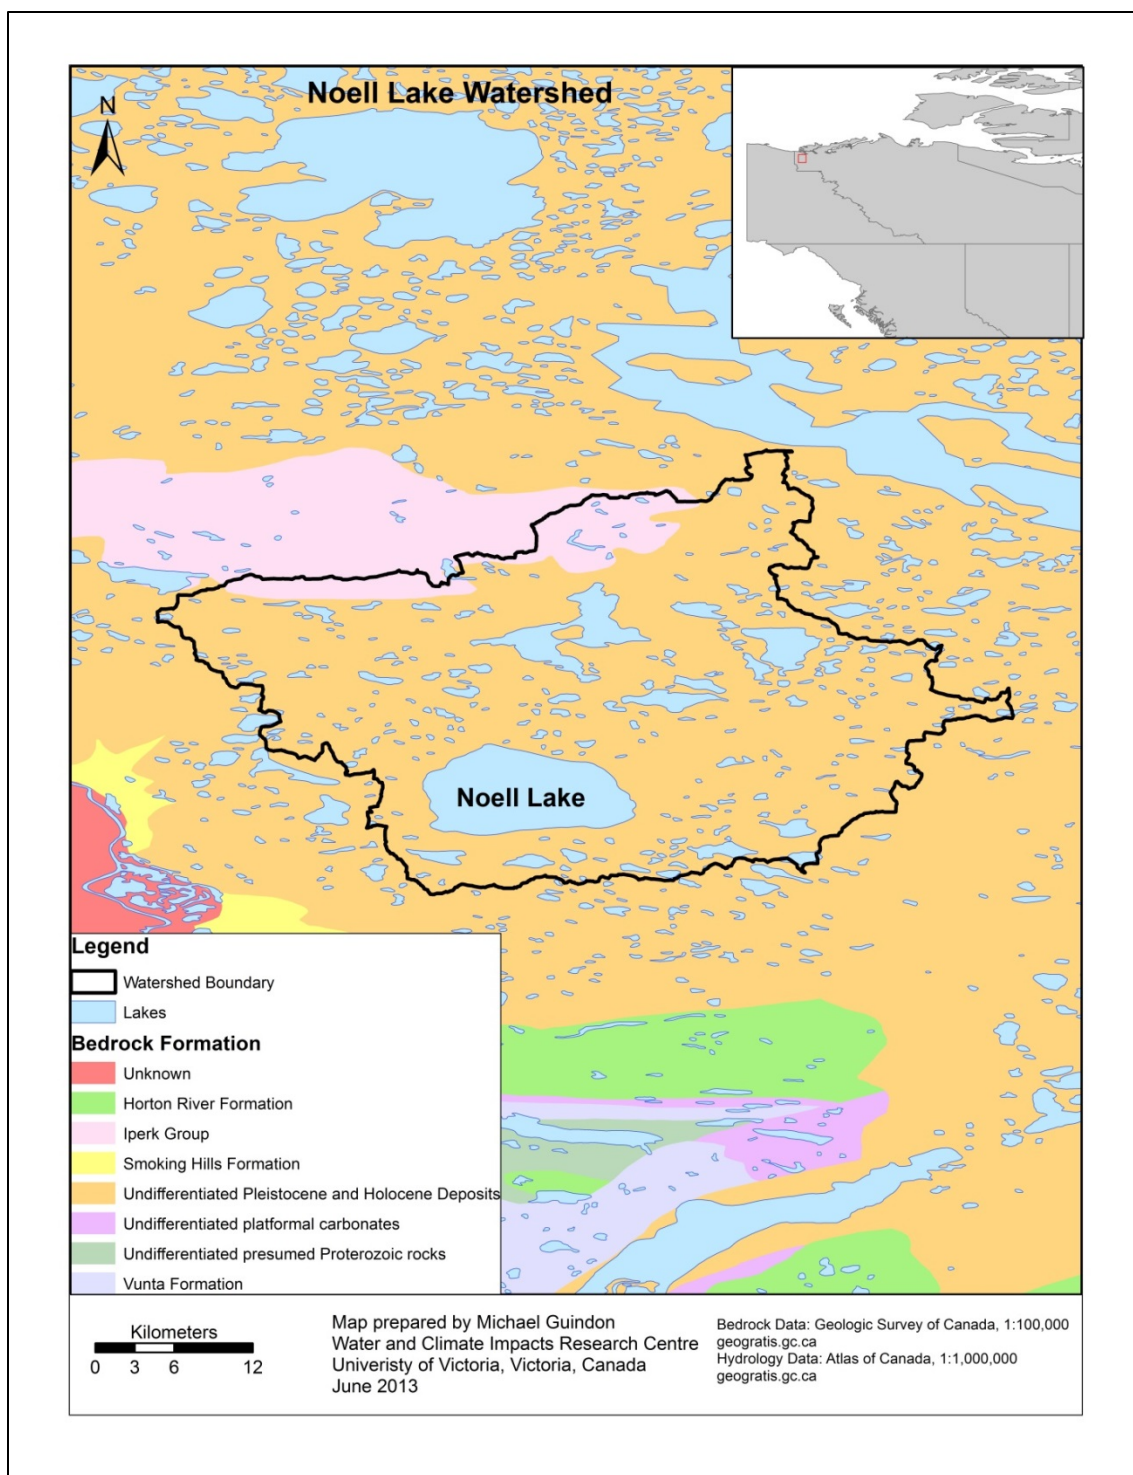 Noell Lake Watershed
N
Noell Lake
Legend
Watershed Boundary
Lakes
Bedrock Formation
Unknown
Horton River Formation
Iperk Group
Smoking Hills Formation
Undifferentiated Pleistocene and Holocene Deposits
Undifferentiated platformal carbonates
Undifferentiated presumed Proterozoic rocks
Vunta Formation
Kilometers
0 3 6 12
Map prepared by Michael Guindon
Water and Climate Impacts Research Centre
Univeristy of Victoria, Victoria, Canada
June 2013
Bedrock Data: Geologic Survey of Canada, 1:100,000
geogratis.gc.ca
Hydrology Data: Atlas of Canada, 1:1,000,000
geogratis.gc.ca